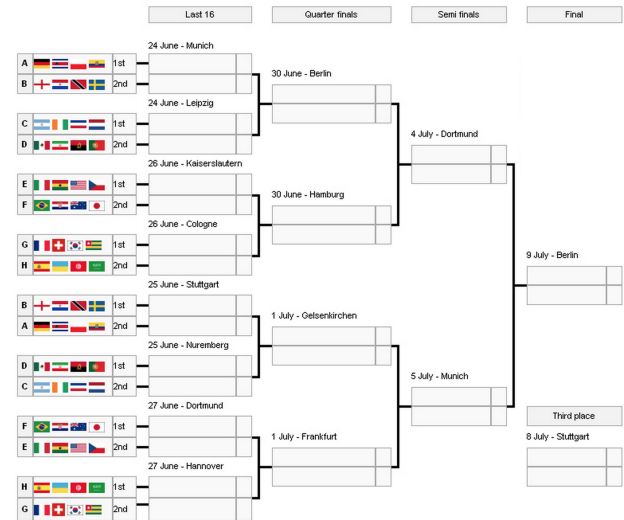 Last 16
Quarter finals
Semi finals
Final
24 June - Munich
A 1st
B 2nd
30 June - Berlin
24 June - Leipzig
C 1st
D 2nd
4 July - Dortmund
26 June - Kaiserslautern
E 1st
F 2nd
30 June - Hamburg
26 June - Cologne
G 1st
H 2nd
9 July - Berlin
25 June - Stuttgart
B 1st
A 2nd
1 July - Gelsenkirchen
25 June - Nuremberg
D 1st
C 2nd
5 July - Munich
27 June - Dortmund
F 1st
E 2nd
1 July - Frankfurt
27 June - Hannover
H 1st
G 2nd
Third place
8 July - Stuttgart